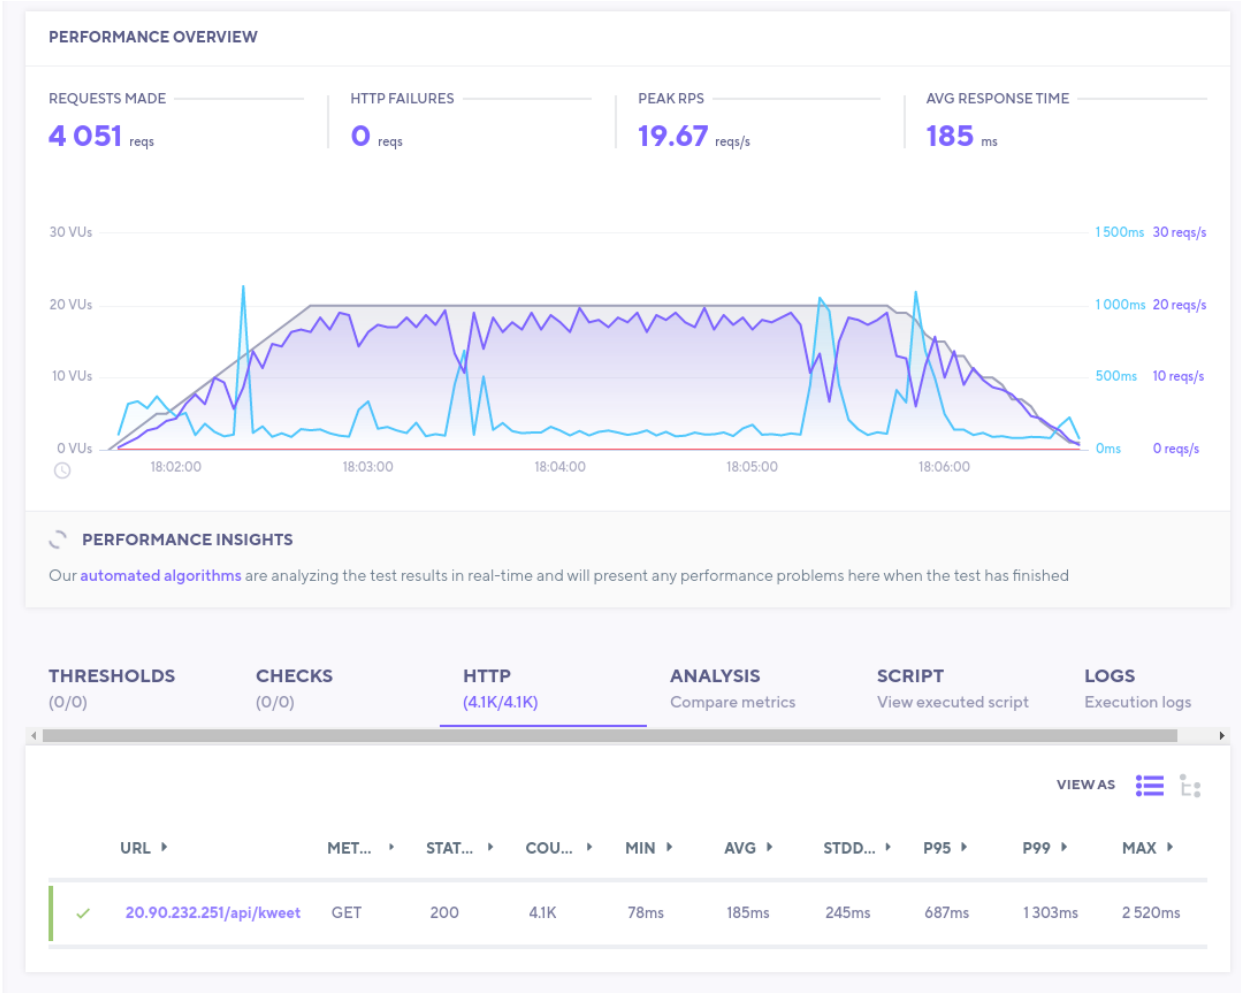 PERFORMANCE OVERVIEW
REQUESTS MADE HTTP FAILURES PEAK RPS AVG RESPONSE TIME
4 051 reqs 0 reqs 19.67 reqs/s 185 ms
30 VUs 1 500ms 30 reqs/s
20 VUs 1 000ms 20 reqs/s
10 VUs 500ms 10 reqs/s
0 VUs 0ms 0 reqs/s
18:02:00 18:03:00 18:04:00 18:05:00 18:06:00
PERFORMANCE INSIGHTS
Our automated algorithms are analyzing the test results in real-time and will present any performance problems here when the test has finished
THRESHOLDS CHECKS HTTP ANALYSIS SCRIPT LOGS
(0/0) (0/0) (4.1K/4.1K) Compare metrics View executed script Execution logs
VIEW AS
URL MET... STAT... COU... MIN AVG STDD... P95 P99 MAX
20.90.232.251/api/kweet GET 200 4.1K 78ms 185ms 245ms 687ms 1 303ms 2 520ms